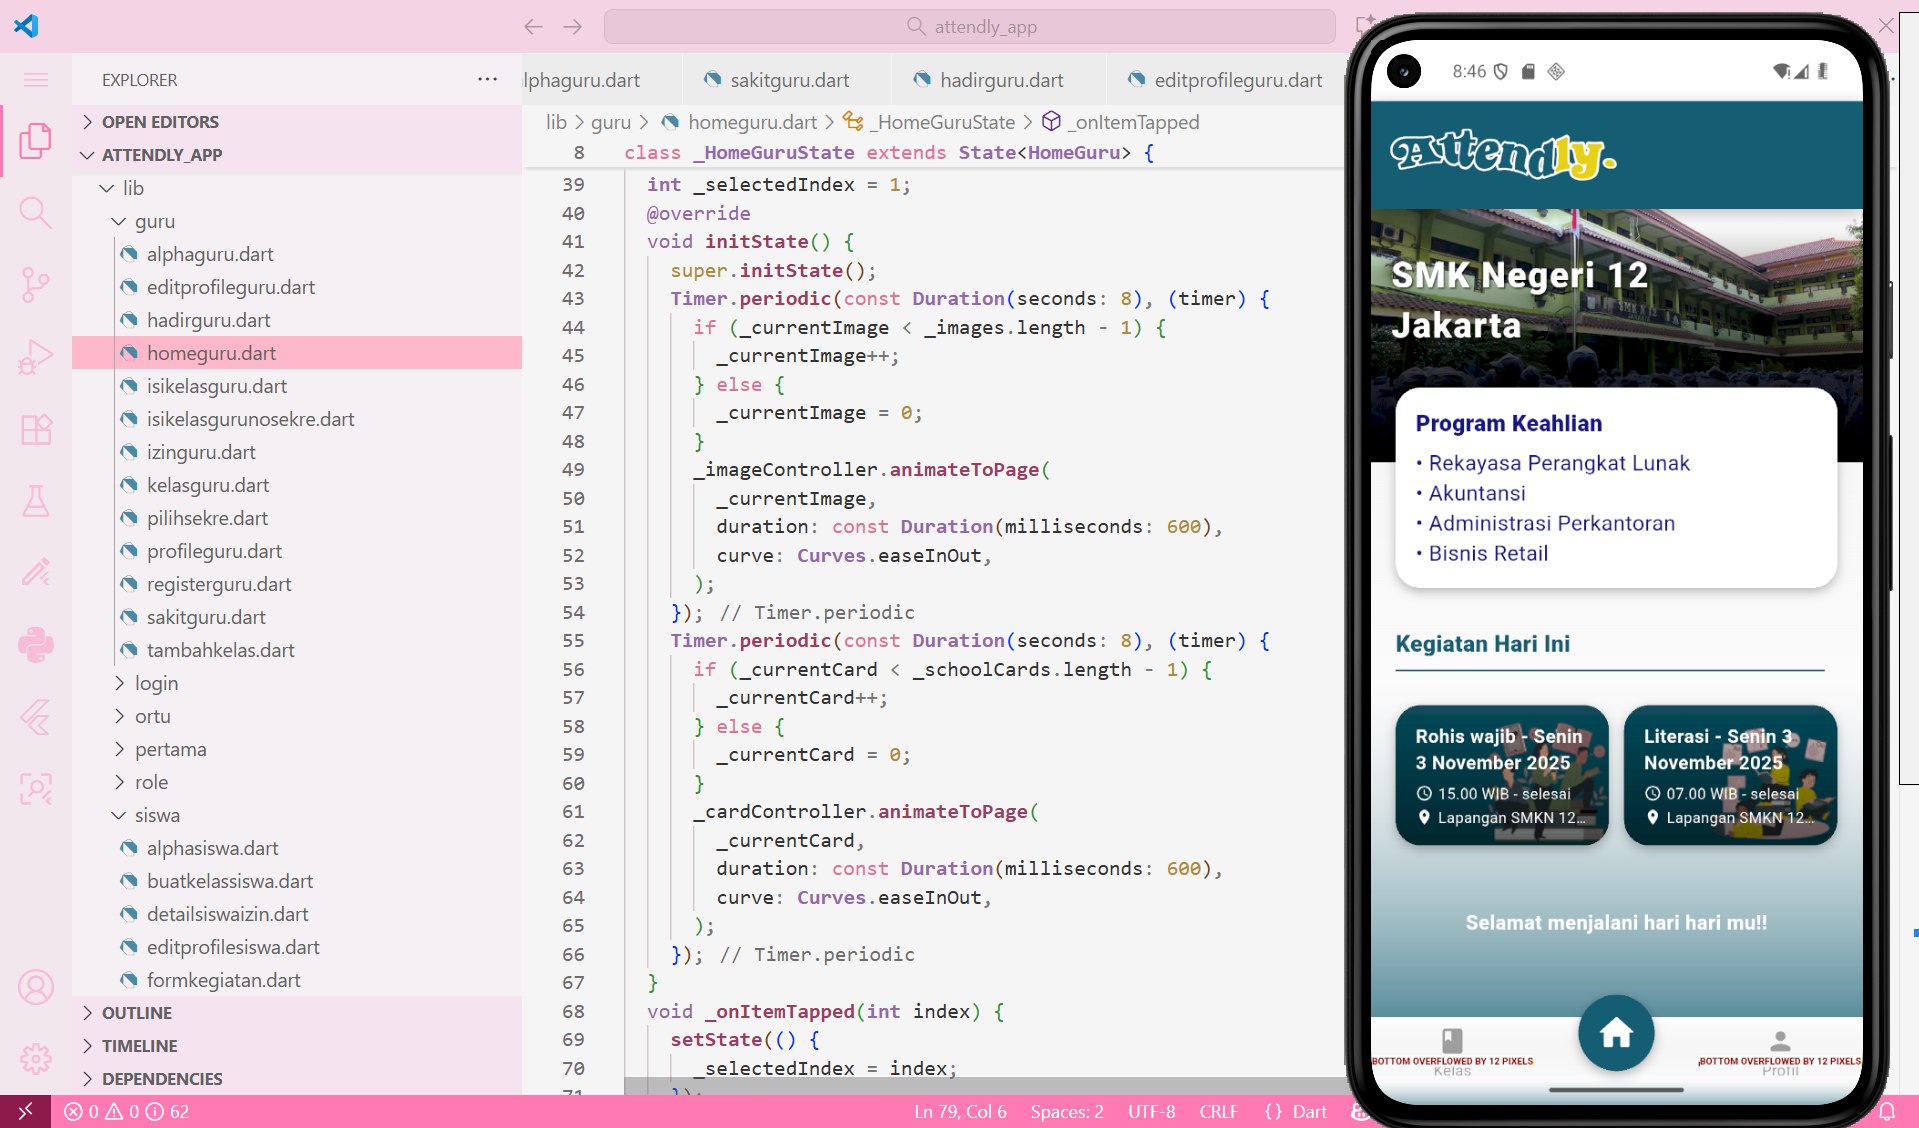 attendly_app
EXPLORER
OPEN EDITORS
ATTENDLY_APP
lib
guru
alphaguru.dart
editprofileguru.dart
hadirguru.dart
homeguru.dart
isikelasguru.dart
isikelasgurunosekre.dart
izinguru.dart
kelasguru.dart
pilihsekre.dart
profileguru.dart
registerguru.dart
sakitguru.dart
tambahkelas.dart
login
ortu
pertama
role
siswa
alphasiswa.dart
buatkelassiswa.dart
detailsiswaizin.dart
editprofilesiswa.dart
formkegiatan.dart
OUTLINE
TIMELINE
DEPENDENCIES
lphaguru.dart sakitguru.dart hadirguru.dart editprofileguru.dart
lib > guru > homeguru.dart > _HomeGuruState > _onItemTapped
8 class _HomeGuruState extends State<HomeGuru> {
39 int _selectedIndex = 1;
40 @override
41 void initState() {
42 super.initState();
43 Timer.periodic(const Duration(seconds: 8), (timer) {
44 if (_currentImage < _images.length - 1) {
45 _currentImage++;
46 } else {
47 _currentImage = 0;
48 }
49 _imageController.animateToPage(
50 _currentImage,
51 duration: const Duration(milliseconds: 600),
52 curve: Curves.easeInOut,
53 );
54 }); // Timer.periodic
55 Timer.periodic(const Duration(seconds: 8), (timer) {
56 if (_currentCard < _schoolCards.length - 1) {
57 _currentCard++;
58 } else {
59 _currentCard = 0;
60 }
61 _cardController.animateToPage(
62 _currentCard,
63 duration: const Duration(milliseconds: 600),
64 curve: Curves.easeInOut,
65 );
66 }); // Timer.periodic
67 }
68 void _onItemTapped(int index) {
69 setState(() {
70 _selectedIndex = index;
71 });
0 0 62
Ln 79, Col 6 Spaces: 2 UTF-8 CRLF {} Dart
8:46
Attendly.
SMK Negeri 12
Jakarta
Program Keahlian
• Rekayasa Perangkat Lunak
• Akuntansi
• Administrasi Perkantoran
• Bisnis Retail
Kegiatan Hari Ini
Rohis wajib - Senin
3 November 2025
15.00 WIB - selesai
Lapangan SMKN 12...
Literasi - Senin 3
November 2025
07.00 WIB - selesai
Lapangan SMKN 12...
Selamat menjalani hari hari mu!!
BOTTOM OVERFLOWED BY 12 PIXELS
Kelas
BOTTOM OVERFLOWED BY 12 PIXELS
Profil